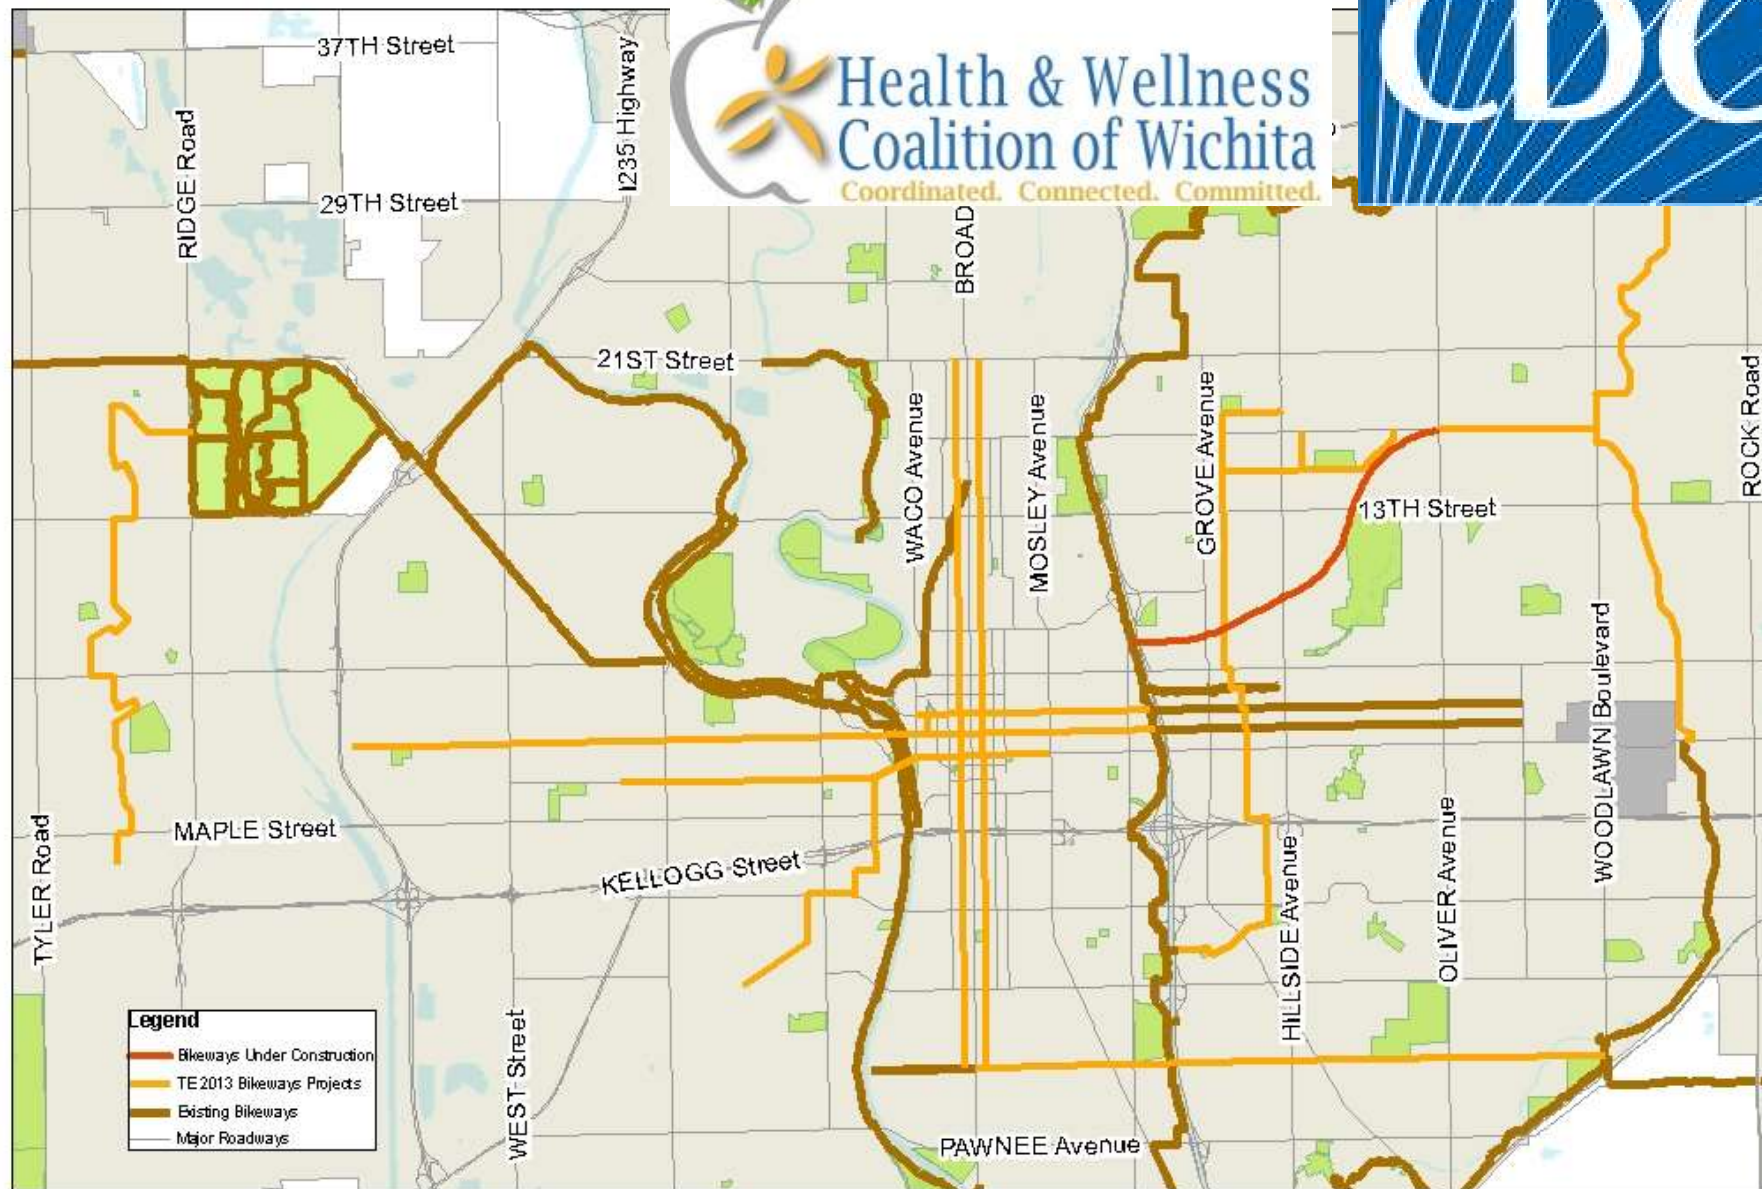 37TH Street
RIDGE Road
I235 Highway
29TH Street
Health & Wellness
Coalition of Wichita
Coordinated. Connected. Committed.
CDC
BROAD
21ST Street
WACO Avenue
MOSLEY Avenue
GROVE Avenue
ROCK Road
13TH Street
WOODLAWN Boulevard
TYLER Road
MAPLE Street
KELLOGG Street
HILLSIDE Avenue
OLIVER Avenue
WEST Street
PAWNEE Avenue
Legend
Bikeways Under Construction
TE 2013 Bikeways Projects
Existing Bikeways
Major Roadways